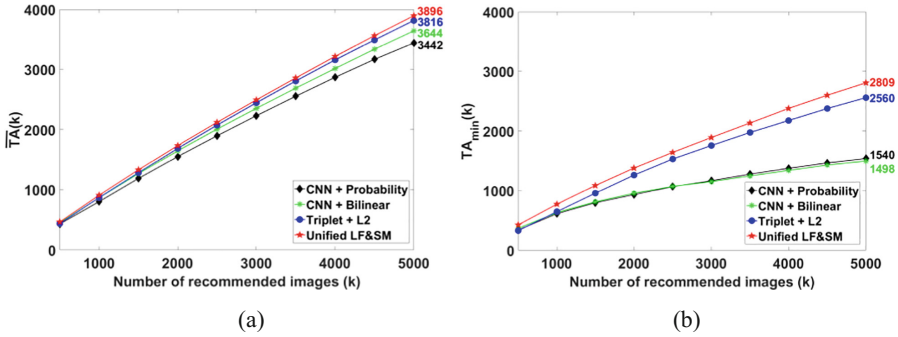 4000
3000
2000
1000
0
TA(k)
3896
3816
3644
3442
CNN + Probability
CNN + Bilinear
Triplet + L2
Unified LF&SM
1000 2000 3000 4000 5000
Number of recommended images (k)
(a)
4000
3000
2000
1000
0
TAmin(k)
2809
2560
1540
1498
CNN + Probability
CNN + Bilinear
Triplet + L2
Unified LF&SM
1000 2000 3000 4000 5000
Number of recommended images (k)
(b)